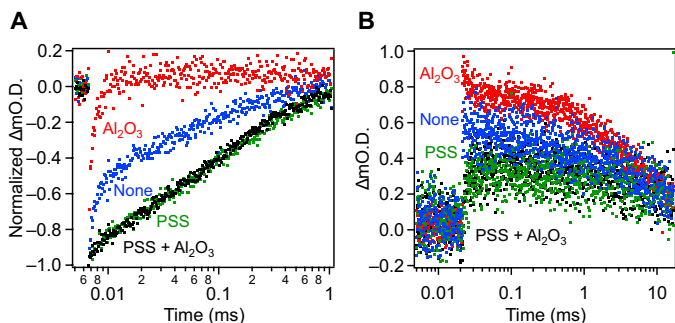 A
Normalized ΔmO.D.
0.2
0.0
−0.2
−0.4
−0.6
−0.8
−1.0
Al₂O₃
None
PSS
PSS + Al₂O₃
6 8 2 4 6 8 2 4 6 8
0.01 0.1 1
Time (ms)
B
ΔmO.D.
1.0
0.8
0.6
0.4
0.2
0.0
−0.2
Al₂O₃
None
PSS
PSS + Al₂O₃
0.01 0.1 1 10
Time (ms)